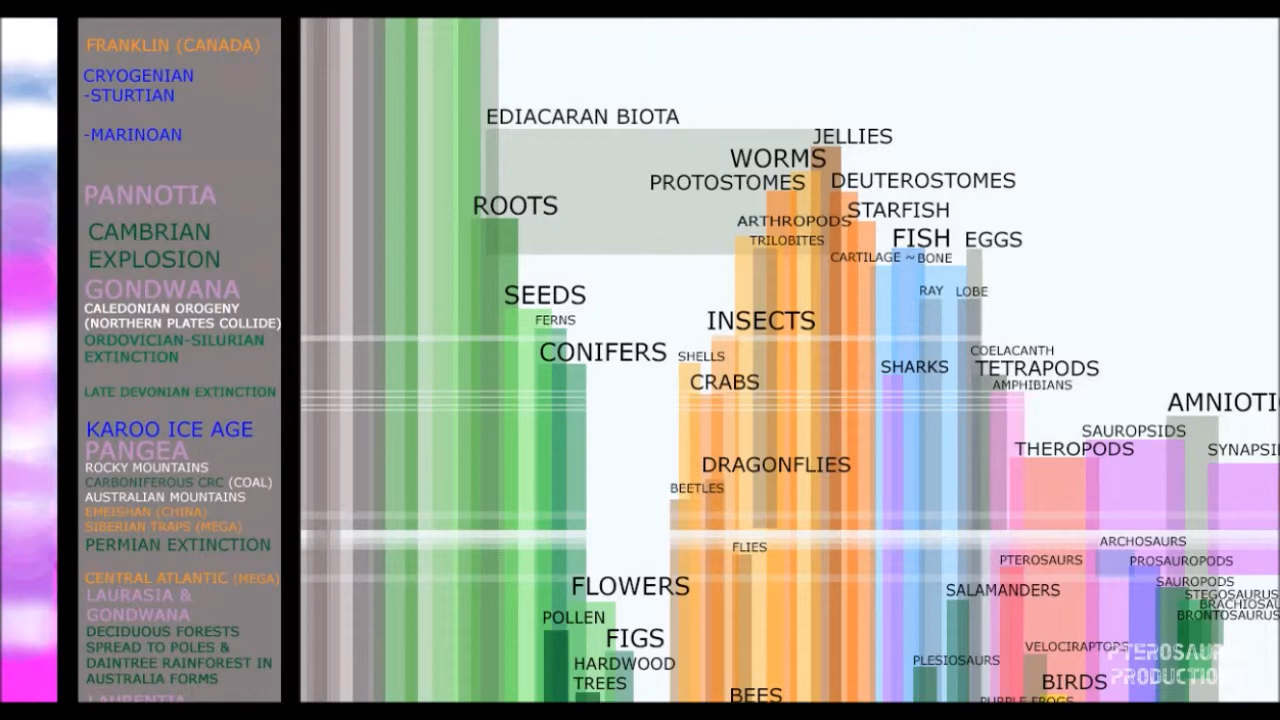 FRANKLIN (CANADA)
CRYOGENIAN
-STURTIAN
-MARINOAN
PANNOTIA
CAMBRIAN
EXPLOSION
GONDWANA
CALEDONIAN OROGENY
(NORTHERN PLATES COLLIDE)
ORDOVICIAN-SILURIAN
EXTINCTION
LATE DEVONIAN EXTINCTION
KAROO ICE AGE
PANGEA
ROCKY MOUNTAINS
CARBONIFEROUS CRC (COAL)
AUSTRALIAN MOUNTAINS
EMEISHAN (CHINA)
SIBERIAN TRAPS (MEGA)
PERMIAN EXTINCTION
CENTRAL ATLANTIC (MEGA)
LAURASIA &
GONDWANA
DECIDUOUS FORESTS
SPREAD TO POLES &
DAINTREE RAINFOREST IN
AUSTRALIA FORMS
LAURENTIA
EDIACARAN BIOTA
JELLIES
WORMS
PROTOSTOMES
DEUTEROSTOMES
ROOTS
STARFISH
ARTHROPODS
TRILOBITES
FISH
EGGS
CARTILAGE ~ BONE
RAY
LOBE
SEEDS
FERNS
INSECTS
CONIFERS
SHELLS
CRABS
COELACANTH
SHARKS
TETRAPODS
AMPHIBIANS
AMNIOTI
SAUROPSIDS
THEROPODS
SYNAPSI
DRAGONFLIES
BEETLES
FLIES
ARCHOSAURS
PTEROSAURS
PROSAUROPODS
SAUROPODS
STEGOSAURUS
BRACHIOSAU
BRONTOSAURUS
FLOWERS
SALAMANDERS
POLLEN
FIGS
VELOCIRAPTORS
PLESIOSAURS
HARDWOOD
TREES
BIRDS
BEES
PURPLE FROGS
PTEROSAUR
PRODUCTIONS